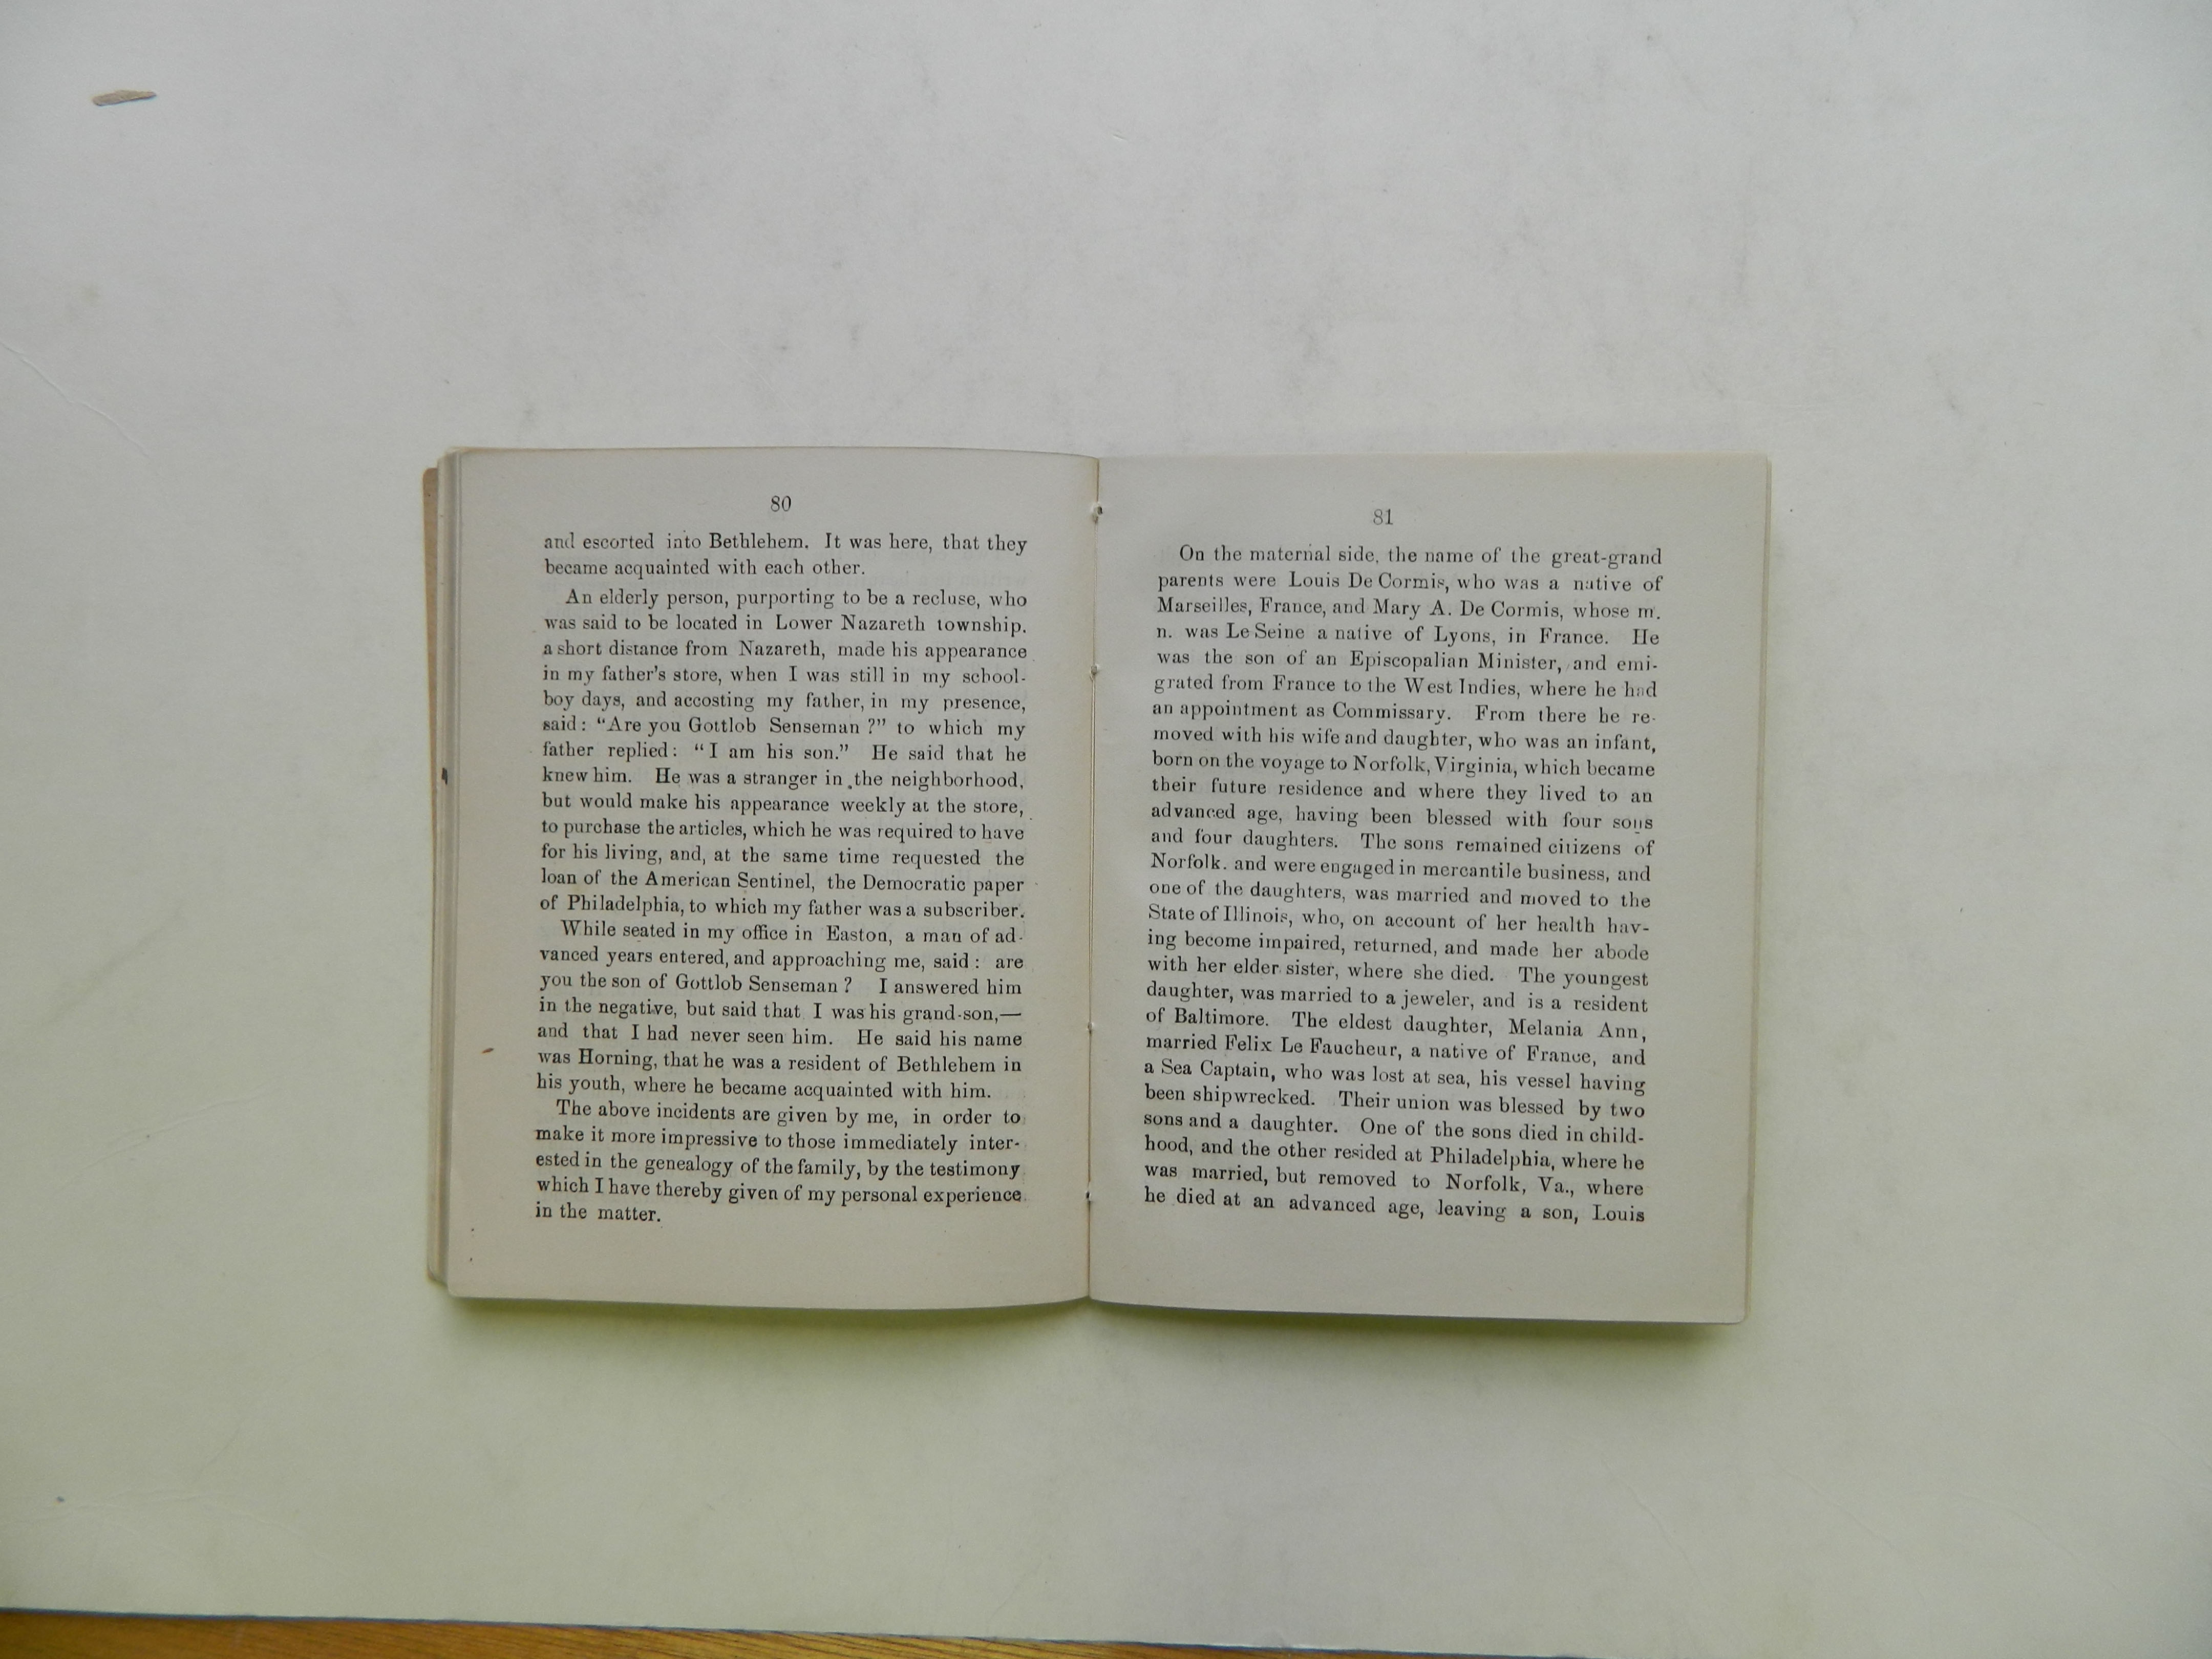 80
and escorted into Bethlehem. It was here, that they
became acquainted with each other.
An elderly person, purporting to be a recluse, who
was said to be located in Lower Nazareth township.
a short distance from Nazareth, made his appearance
in my father's store, when I was still in my school-
boy days, and accosting my father, in my presence,
said: "Are you Gottlob Senseman?" to which my
father replied: "I am his son." He said that he
knew him. He was a stranger in the neighborhood,
but would make his appearance weekly at the store,
to purchase the articles, which he was required to have
for his living, and, at the same time requested the
loan of the American Sentinel, the Democratic paper
of Philadelphia, to which my father was a subscriber.
While seated in my office in Easton, a man of ad-
vanced years entered, and approaching me, said: are
you the son of Gottlob Senseman? I answered him
in the negative, but said that I was his grand-son,—
and that I had never seen him. He said his name
was Horning, that he was a resident of Bethlehem in
his youth, where he became acquainted with him.
The above incidents are given by me, in order to
make it more impressive to those immediately inter-
ested in the genealogy of the family, by the testimony
which I have thereby given of my personal experience
in the matter.
81
On the maternal side, the name of the great-grand
parents were Louis De Cormis, who was a native of
Marseilles, France, and Mary A. De Cormis, whose m.
n. was Le Seine a native of Lyons, in France. He
was the son of an Episcopalian Minister, and emi-
grated from France to the West Indies, where he had
an appointment as Commissary. From there he re-
moved with his wife and daughter, who was an infant,
born on the voyage to Norfolk, Virginia, which became
their future residence and where they lived to an
advanced age, having been blessed with four sons
and four daughters. The sons remained citizens of
Norfolk. and were engaged in mercantile business, and
one of the daughters, was married and moved to the
State of Illinois, who, on account of her health hav-
ing become impaired, returned, and made her abode
with her elder sister, where she died. The youngest
daughter, was married to a jeweler, and is a resident
of Baltimore. The eldest daughter, Melania Ann,
married Felix Le Faucheur, a native of France, and
a Sea Captain, who was lost at sea, his vessel having
been shipwrecked. Their union was blessed by two
sons and a daughter. One of the sons died in child-
hood, and the other resided at Philadelphia, where he
was married, but removed to Norfolk, Va., where
he died at an advanced age, leaving a son, Louis